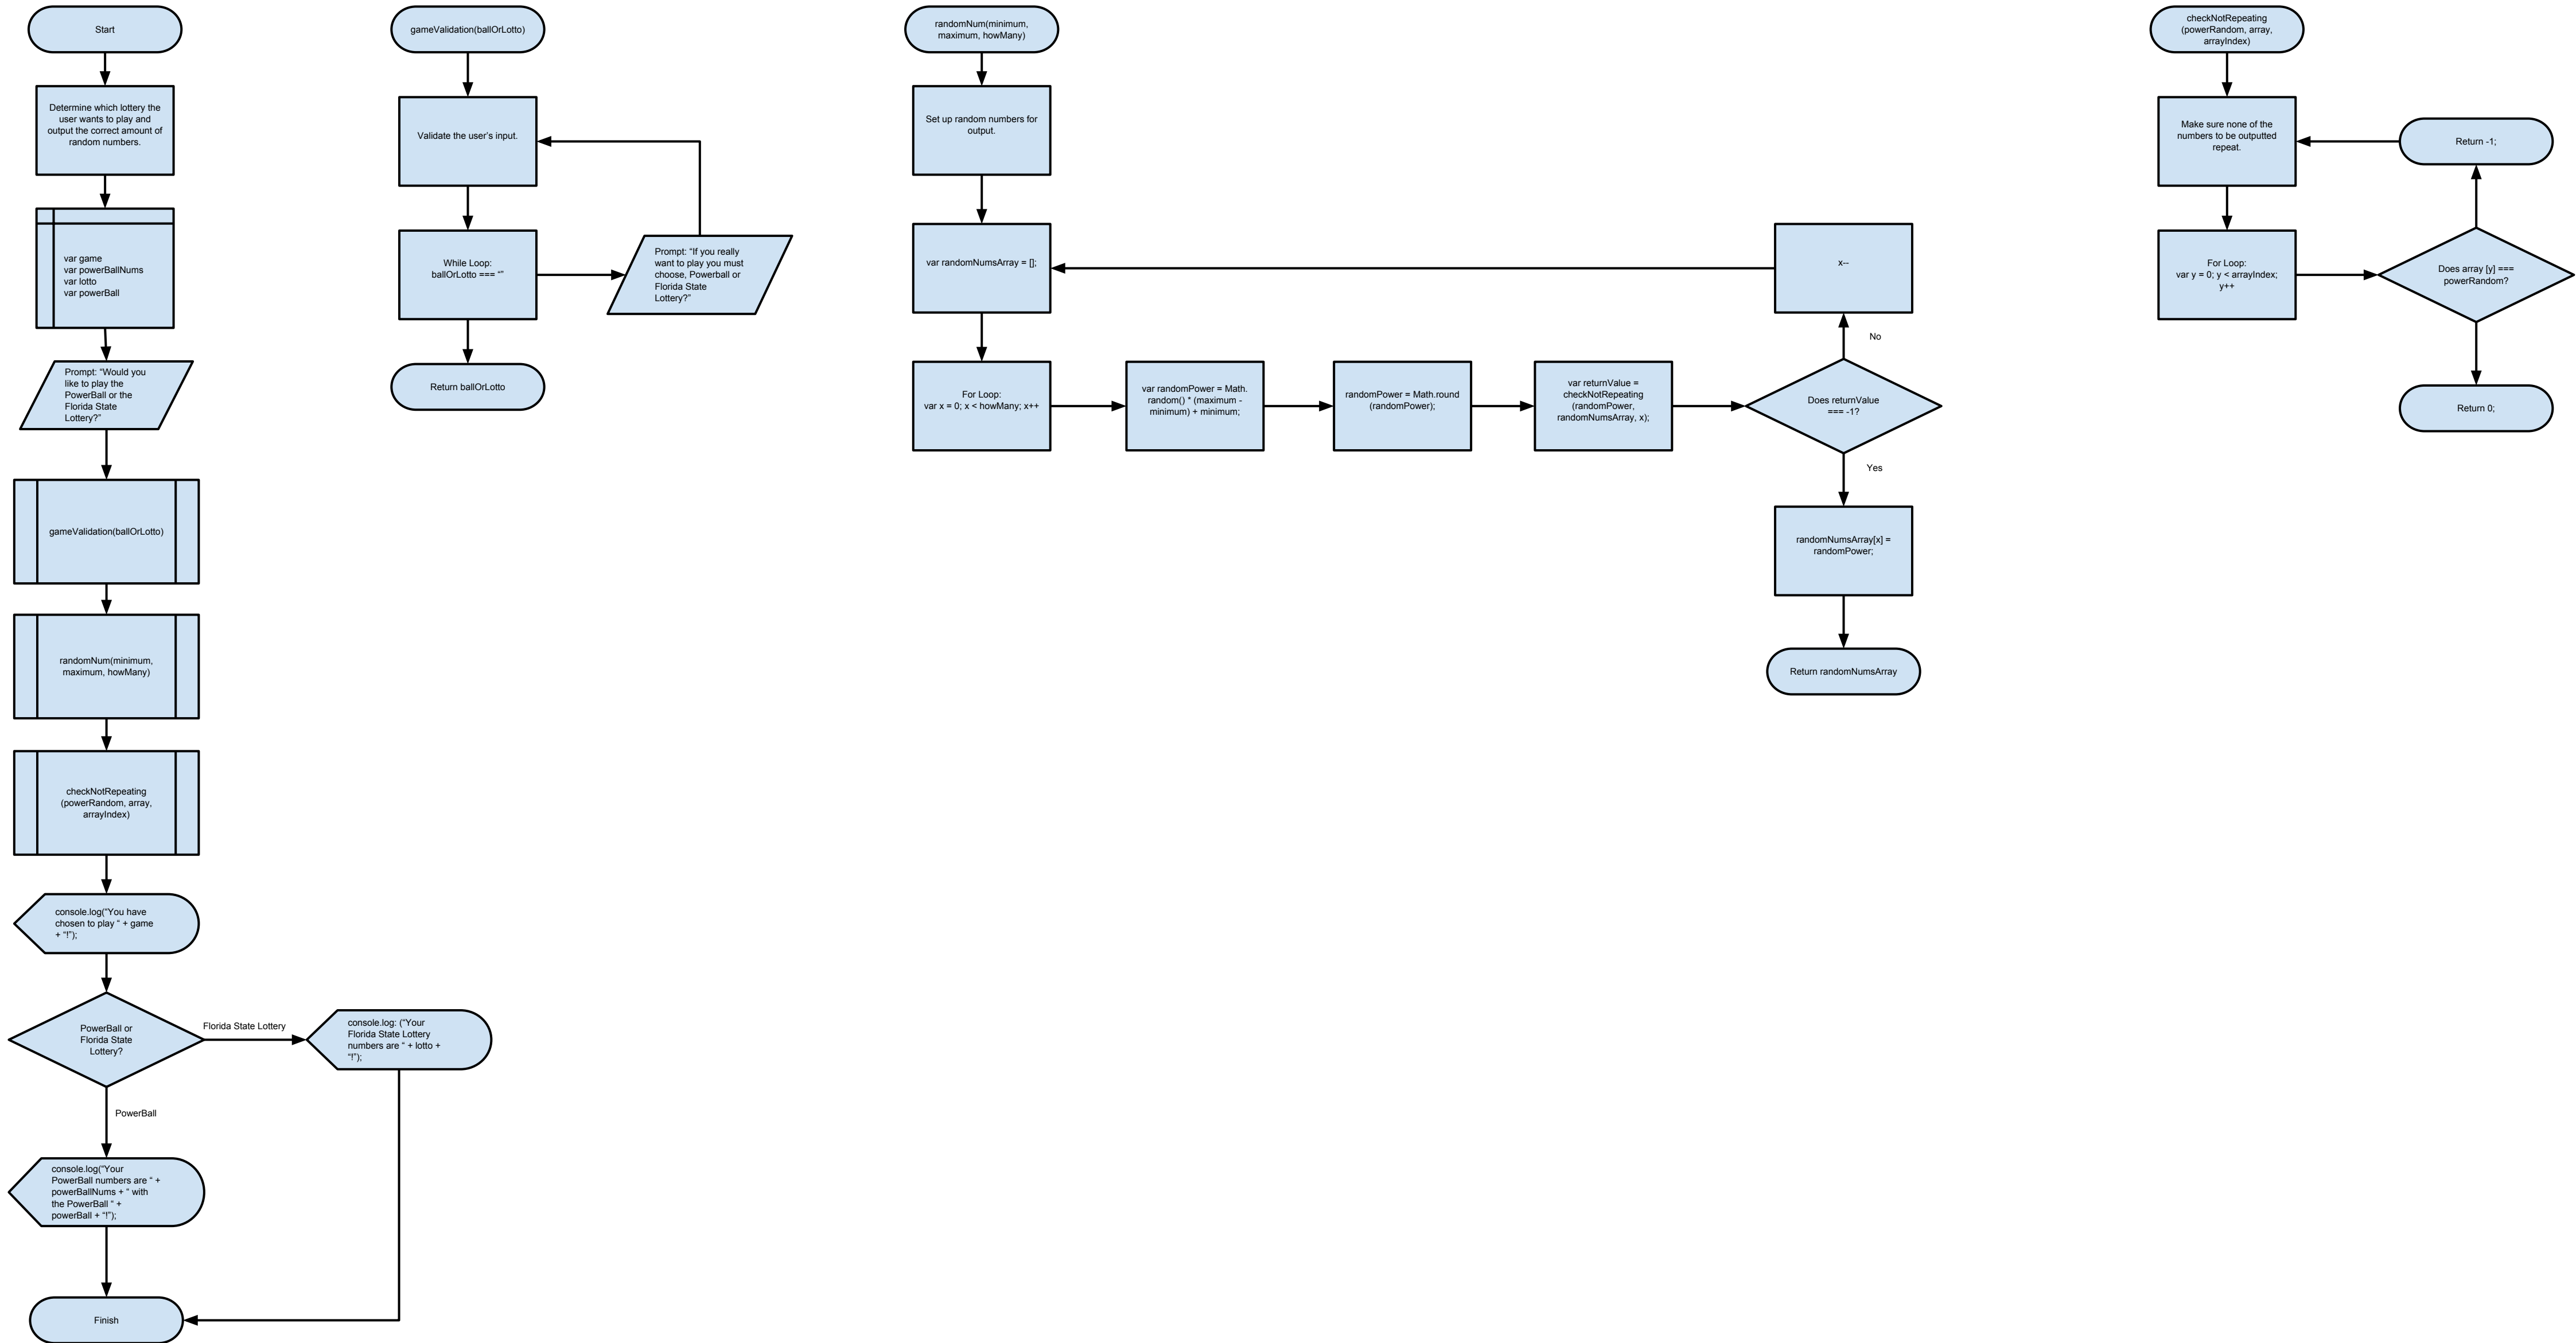 Start
Determine which lottery the
user wants to play and
output the correct amount of
random numbers.
var game
var powerBallNums
var lotto
var powerBall
Prompt: “Would you
like to play the
PowerBall or the
Florida State
Lottery?”
gameValidation(ballOrLotto)
randomNum(minimum,
maximum, howMany)
checkNotRepeating
(powerRandom, array,
arrayIndex)
console.log(“You have
chosen to play “ + game
+ “!”);
PowerBall or
Florida State
Lottery?
Florida State Lottery
console.log: (“Your
Florida State Lottery
numbers are “ + lotto +
“!”);
PowerBall
console.log(“Your
PowerBall numbers are “ +
powerBallNums + “ with
the PowerBall “ +
powerBall + “!”);
Finish
gameValidation(ballOrLotto)
Validate the user’s input.
While Loop:
ballOrLotto === “”
Prompt: “If you really
want to play you must
choose, Powerball or
Florida State
Lottery?”
Return ballOrLotto
randomNum(minimum,
maximum, howMany)
Set up random numbers for
output.
var randomNumsArray = [];
For Loop:
var x = 0; x < howMany; x++
var randomPower = Math.
random() * (maximum -
minimum) + minimum;
randomPower = Math.round
(randomPower);
var returnValue =
checkNotRepeating
(randomPower,
randomNumsArray, x);
Does returnValue
=== -1?
No
x--
Yes
randomNumsArray[x] =
randomPower;
Return randomNumsArray
checkNotRepeating
(powerRandom, array,
arrayIndex)
Make sure none of the
numbers to be outputted
repeat.
For Loop:
var y = 0; y < arrayIndex;
y++
Does array [y] ===
powerRandom?
Return -1;
Return 0;